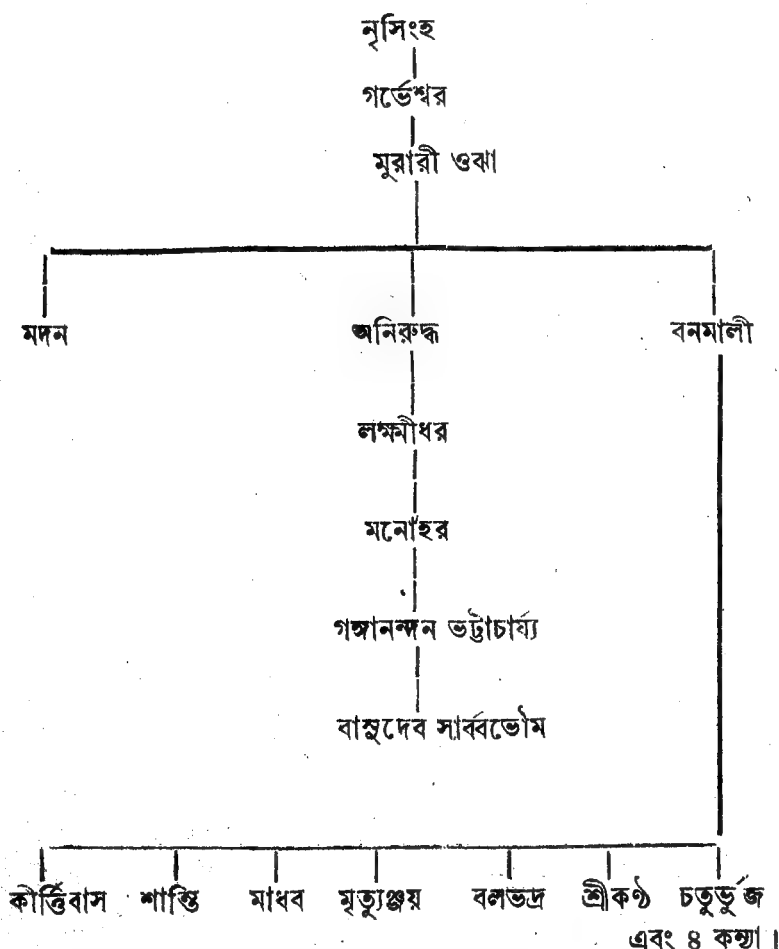 নৃসিংহ
গর্ভেশ্বর
মুরারী ওঝা
মদন অনিরুদ্ধ বনমালী
লক্ষ্মীধর
মনোহর
গঙ্গানন্দন ভট্টাচার্য্য
বাসুদেব সার্ব্বভৌম
কীর্ত্তিবাস শান্তি মাধব মৃত্যুঞ্জয় বলভদ্র শ্রীকণ্ঠ চতুর্ভুজ
এবং ৪ কন্যা।